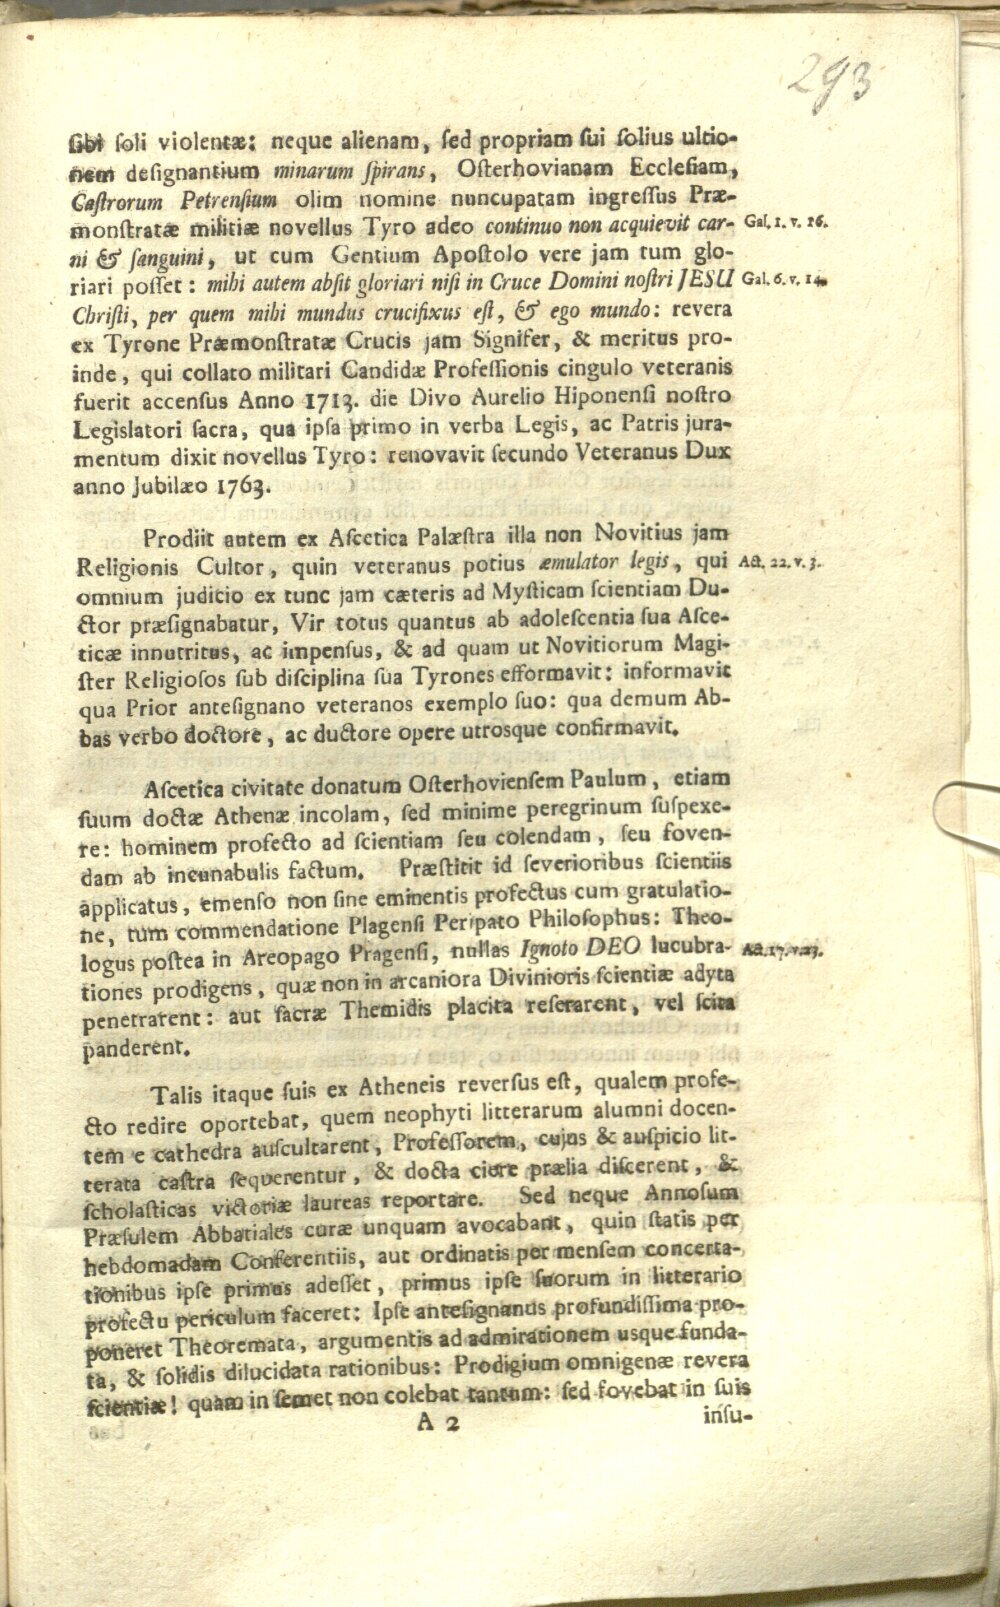 293
ſibi ſoli violentæ: neque alienam, ſed propriam ſui ſolius ultio-
nem deſignantium minarum ſpirans, Oſterhovianam Eccleſiam,
Caſtrorum Petrenſium olim nomine nuncupatam ingreſſus Præ-
monſtratæ militiæ novellus Tyro adeo continuo non acquievit car- Gal. 1. v. 16.
ni & ſanguini, ut cum Gentium Apoſtolo vere jam tum glo-
riari poſſet: mihi autem abſit gloriari niſi in Cruce Domini noſtri JESU Gal. 6. v. 14.
Chriſti, per quem mihi mundus crucifixus eſt, & ego mundo: revera
ex Tyrone Præmonſtratæ Crucis jam Signifer, & meritus pro-
inde, qui collato militari Candidæ Profeſſionis cingulo veteranis
fuerit accenſus Anno 1713. die Divo Aurelio Hiponenſi noſtro
Legislatori ſacra, qua ipſa primo in verba Legis, ac Patris jura-
mentum dixit novellus Tyro: renovavit ſecundo Veteranus Dux
anno Jubilæo 1763.
Prodiit autem ex Aſcetica Palæſtra illa non Novitius jam
Religionis Cultor, quin veteranus potius æmulator legis, qui Act. 22. v. 3.
omnium judicio ex tunc jam cæteris ad Myſticam ſcientiam Du-
ctor præſignabatur, Vir totus quantus ab adoleſcentia ſua Aſce-
ticæ innutritus, ac impenſus, & ad quam ut Novitiorum Magi-
ſter Religioſos ſub diſciplina ſua Tyrones efformavit: informavit
qua Prior anteſignano veteranos exemplo ſuo: qua demum Ab-
bas verbo doctore, ac ductore opere utrosque confirmavit.
Aſcetica civitate donatum Oſterhovienſem Paulum, etiam
ſuum doctæ Athenæ incolam, ſed minime peregrinum ſuſpexe-
re: hominem profecto ad ſcientiam ſeu colendam, ſeu foven-
dam ab incunabulis factum. Præſtitit id ſeverioribus ſcientiis
applicatus, emenſo non ſine eminentis profectus cum gratulatio-
ne, tum commendatione Plagenſi Peripato Philoſophus: Theo-
logus poſtea in Areopago Pragenſi, nullas Ignoto DEO lucubra- Act. 17. v. 23.
tiones prodigens, quæ non in arcaniora Divinioris ſcientiæ adyta
penetrarent: aut ſacræ Themidis placita reſerarent, vel ſcita
panderent.
Talis itaque ſuis ex Atheneis reverſus eſt, qualem profe-
cto redire oportebat, quem neophyti litterarum alumni docen-
tem e cathedra auſcultarent, Profeſſorem, cujus & auſpicio lit-
terata caſtra ſequerentur, & docta ciere prælia diſcerent, &
ſcholaſticas victoriæ laureas reportare. Sed neque Annoſum
Præſulem Abbatiales curæ unquam avocabant, quin ſtatis per
hebdomadam Conferentiis, aut ordinatis per menſem concerta-
tionibus ipſe primus adeſſet, primus ipſe ſuorum in litterario
profectu periculum faceret: Ipſe anteſignanus profundiſſima pro-
poneret Theoremata, argumentis ad admirationem usque funda-
ta, & ſolidis dilucidata rationibus: Prodigium omnigenæ revera
ſcientiæ! quam in ſemet non colebat tantum: ſed fovebat in ſuis
A 2 inſu-